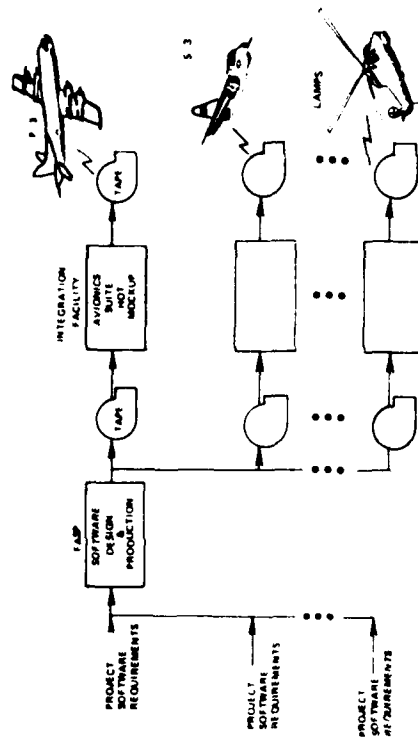 PROJECT
SOFTWARE
REQUIREMENTS
FASP
SOFTWARE
DESIGN
&
PRODUCTION
TAPE
INTEGRATION
FACILITY
AVIONICS
SUITE
HOT
MOCKUP
TAPE
P 3
PROJECT
SOFTWARE
REQUIREMENTS
S 3
PROJECT
SOFTWARE
REQUIREMENTS
LAMPS